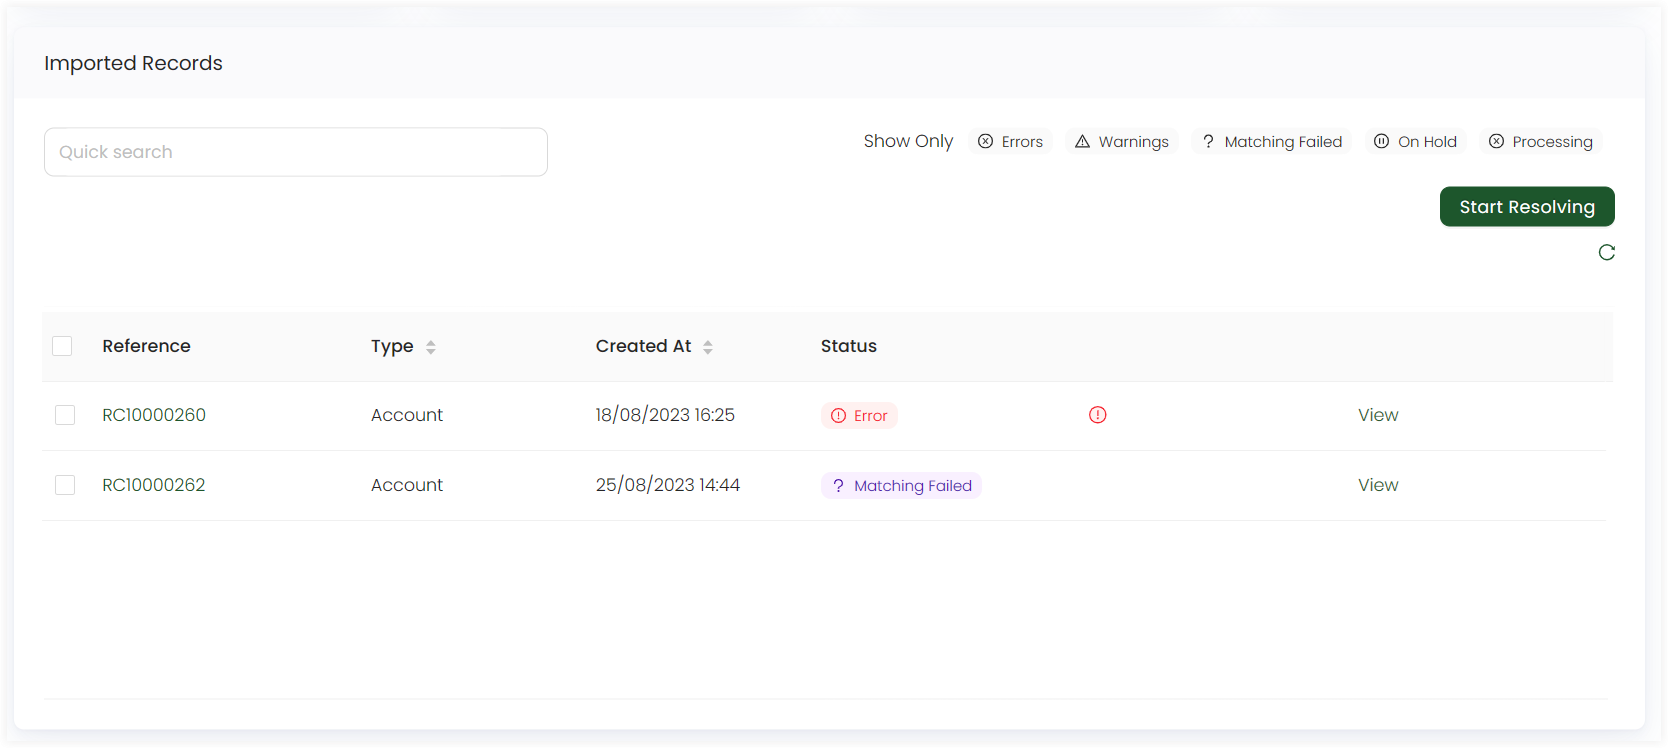 Imported Records
Quick search
Show Only Errors Warnings ? Matching Failed On Hold Processing
Start Resolving
Reference Type Created At Status
RC10000260 Account 18/08/2023 16:25 Error View
RC10000262 Account 25/08/2023 14:44 ? Matching Failed View